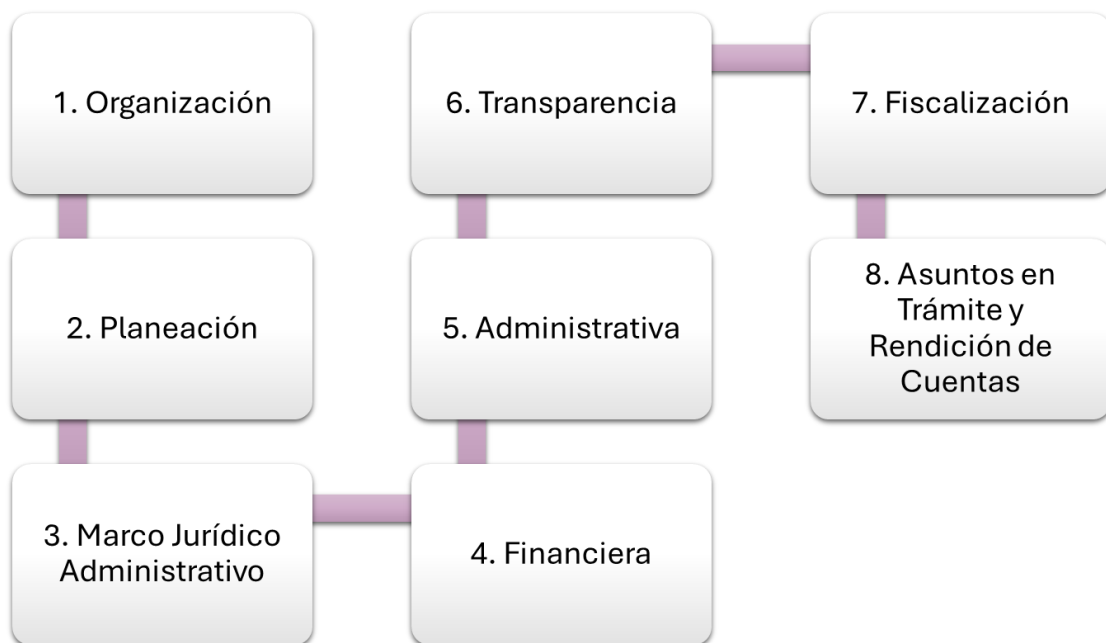 1. Organización
2. Planeación
3. Marco Jurídico
Administrativo
4. Financiera
5. Administrativa
6. Transparencia
7. Fiscalización
8. Asuntos en
Trámite y
Rendición de
Cuentas